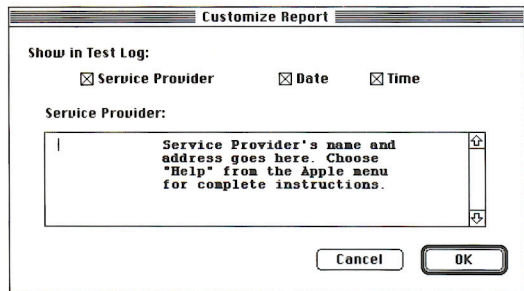 Customize Report
Show in Test Log:
Service Provider Date Time
Service Provider:
Service Provider's name and
address goes here. Choose
"Help" from the Apple menu
for complete instructions.
Cancel OK